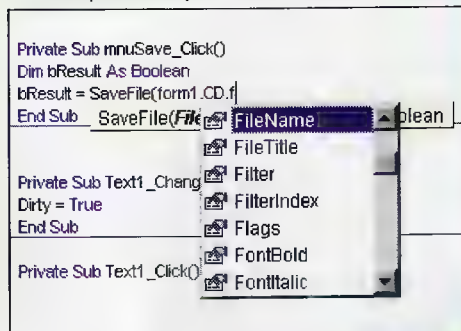 Private Sub mnuSave_Click()
Dim bResult As Boolean
bResult = SaveFile(form1.CD.f
End Sub
SaveFile(File
olean
FileName
FileTitle
Private Sub Text1_Chang
Filter
Dirty = True
FilterIndex
End Sub
Flags
FontBold
Private Sub Text1_Click()
FontItalic